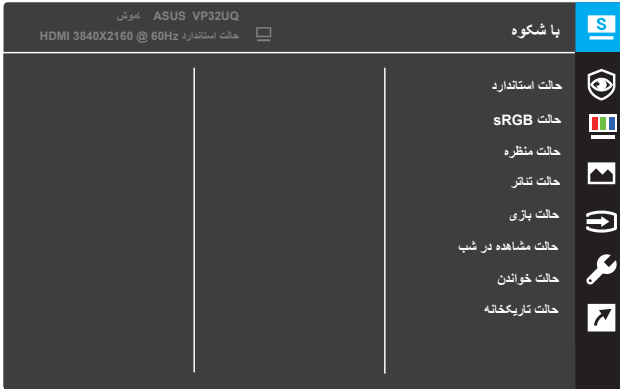 ASUS VP32UQ اموش
حالت استاندارد HDMI 3840X2160 @ 60Hz
با شکوه
S
حالت استاندارد
حالت sRGB
حالت منظره
حالت تئاتر
حالت بازی
حالت مشاهده در شب
حالت خواندن
حالت تاریکخانه